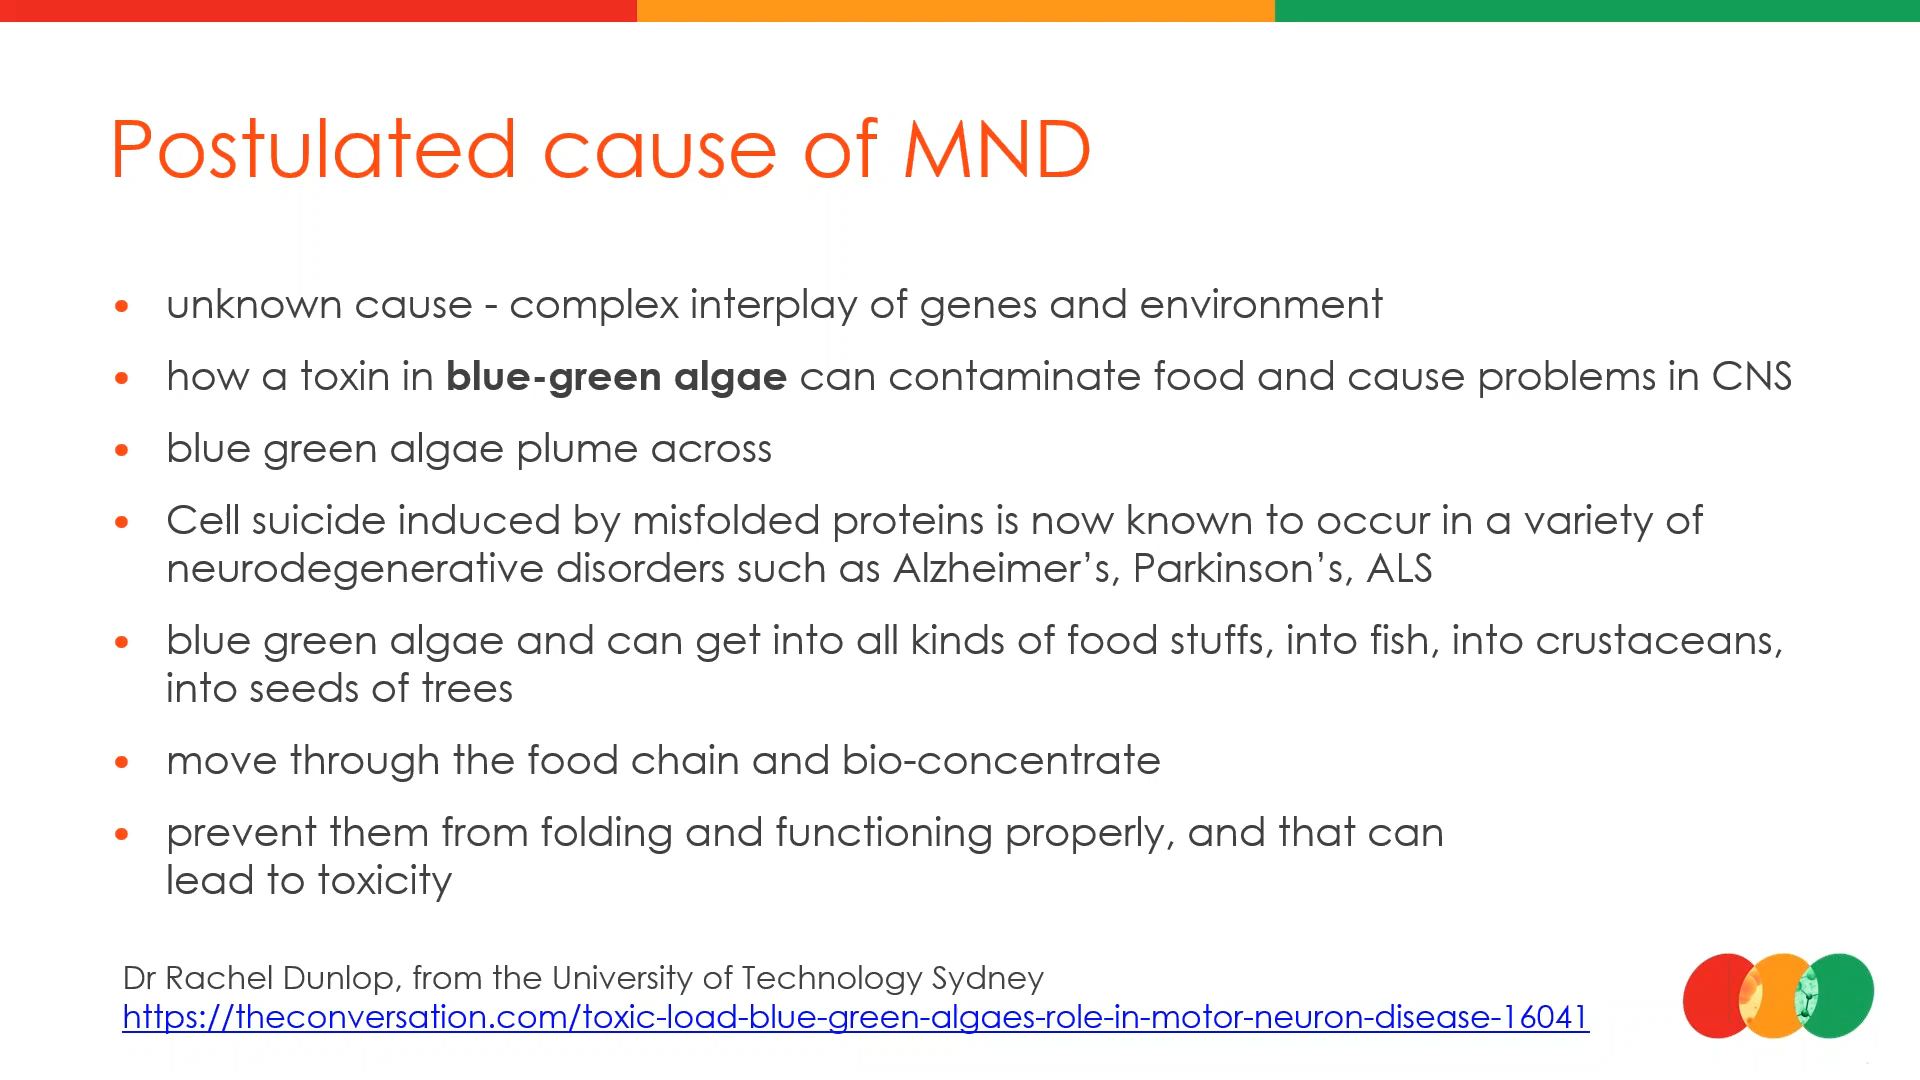 Postulated cause of MND
• unknown cause - complex interplay of genes and environment
• how a toxin in blue-green algae can contaminate food and cause problems in CNS
• blue green algae plume across
• Cell suicide induced by misfolded proteins is now known to occur in a variety of
neurodegenerative disorders such as Alzheimer’s, Parkinson’s, ALS
• blue green algae and can get into all kinds of food stuffs, into fish, into crustaceans,
into seeds of trees
• move through the food chain and bio-concentrate
• prevent them from folding and functioning properly, and that can
lead to toxicity
Dr Rachel Dunlop, from the University of Technology Sydney
https://theconversation.com/toxic-load-blue-green-algaes-role-in-motor-neuron-disease-16041